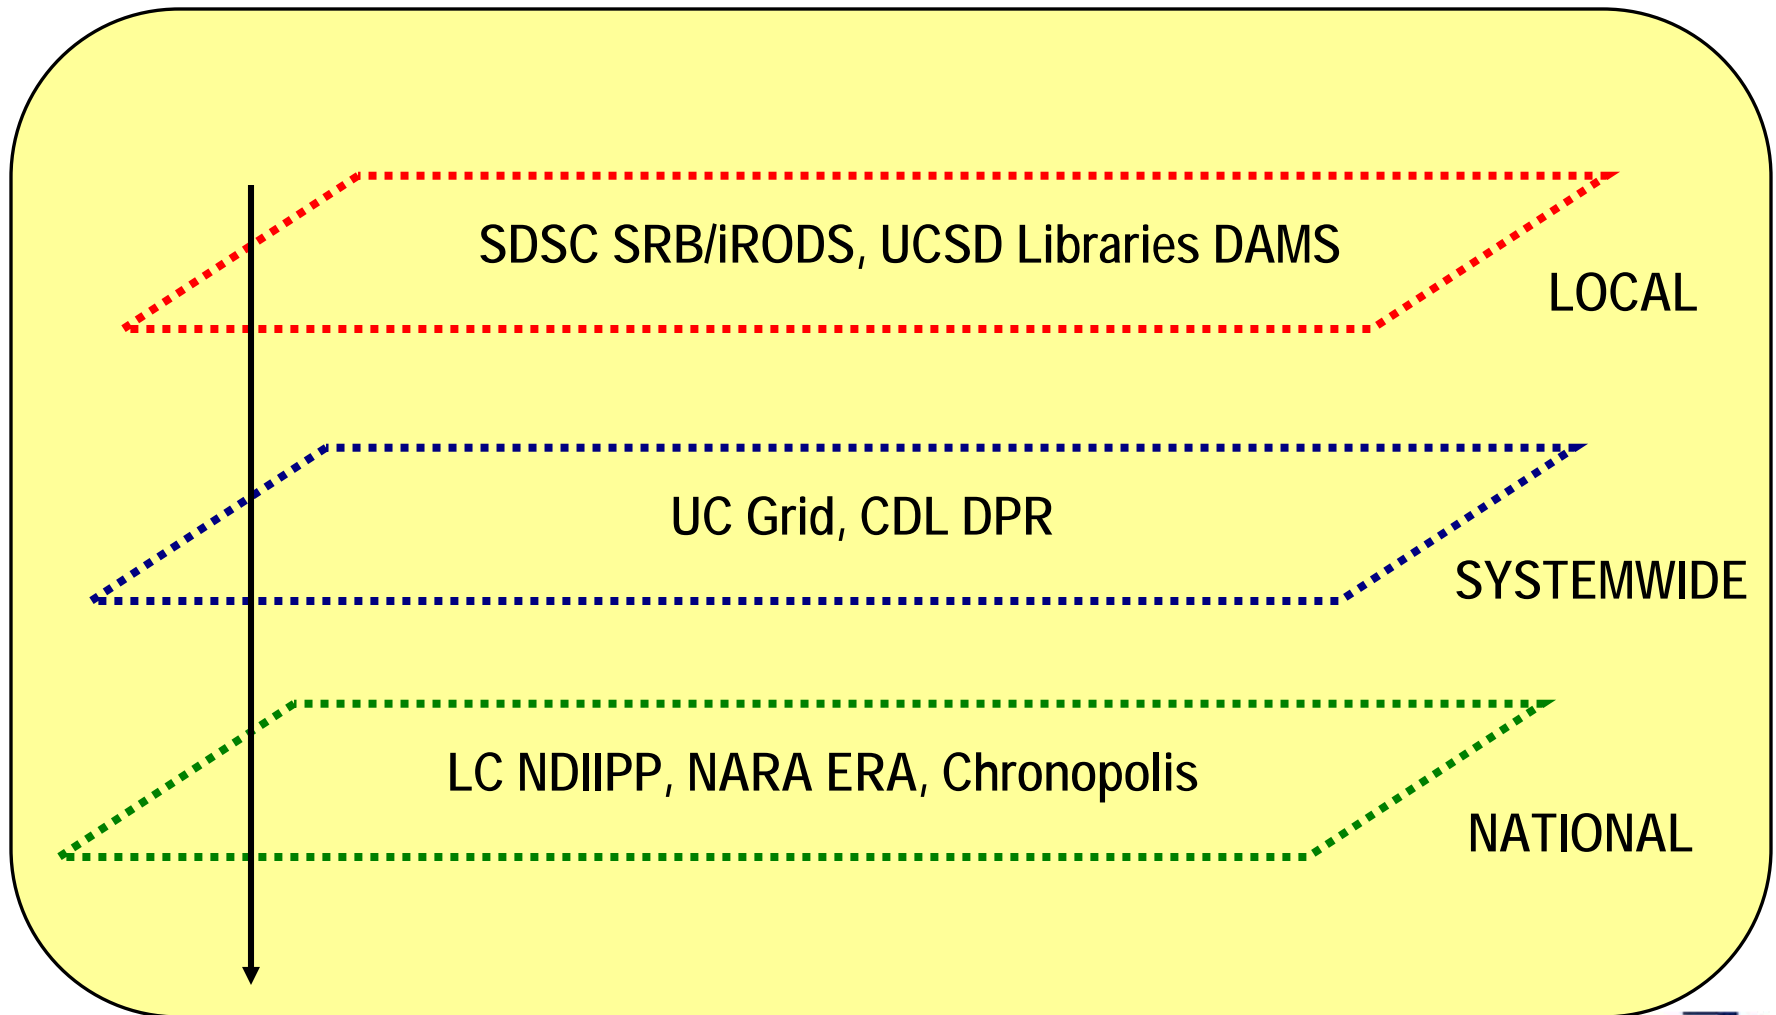 SDSC SRB/iRODS, UCSD Libraries DAMS
LOCAL
UC Grid, CDL DPR
SYSTEMWIDE
LC NDIIPP, NARA ERA, Chronopolis
NATIONAL